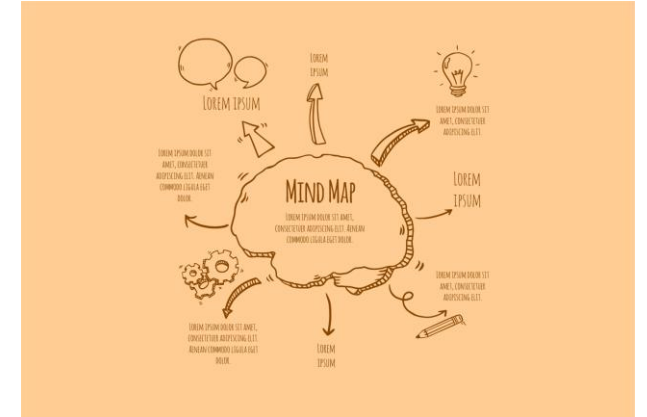 LOREM
IPSUM
LOREM IPSUM
LOREM IPSUM DOLOR SIT
AMET, CONSECTETUER
ADIPISCING ELIT.
LOREM IPSUM DOLOR SIT
AMET, CONSECTETUER
ADIPISCING ELIT. AENEAN
COMMODO LIGULA EGET
DOLOR.
MIND MAP
LOREM IPSUM DOLOR SIT AMET,
CONSECTETUER ADIPISCING ELIT. AENEAN
COMMODO LIGULA EGET DOLOR.
LOREM
IPSUM
LOREM IPSUM DOLOR SIT
AMET, CONSECTETUER
ADIPISCING ELIT.
LOREM IPSUM DOLOR SIT AMET,
CONSECTETUER ADIPISCING ELIT.
AENEAN COMMODO LIGULA EGET
DOLOR.
LOREM
IPSUM